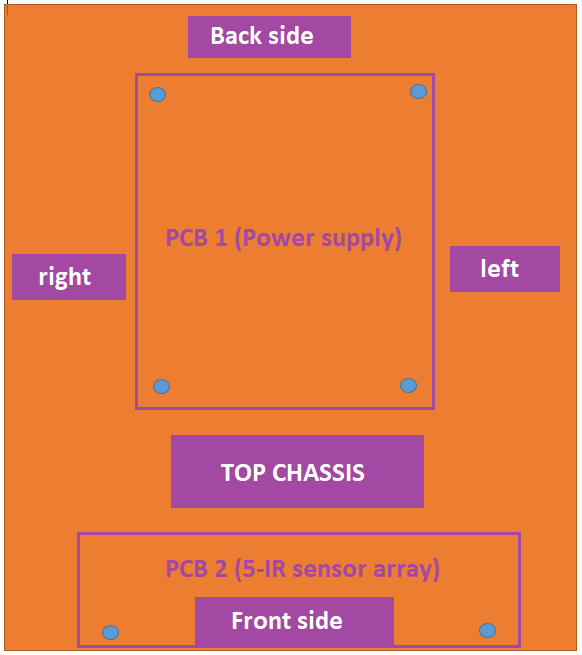 Back side
PCB 1 (Power supply)
right
left
TOP CHASSIS
PCB 2 (5-IR sensor array)
Front side